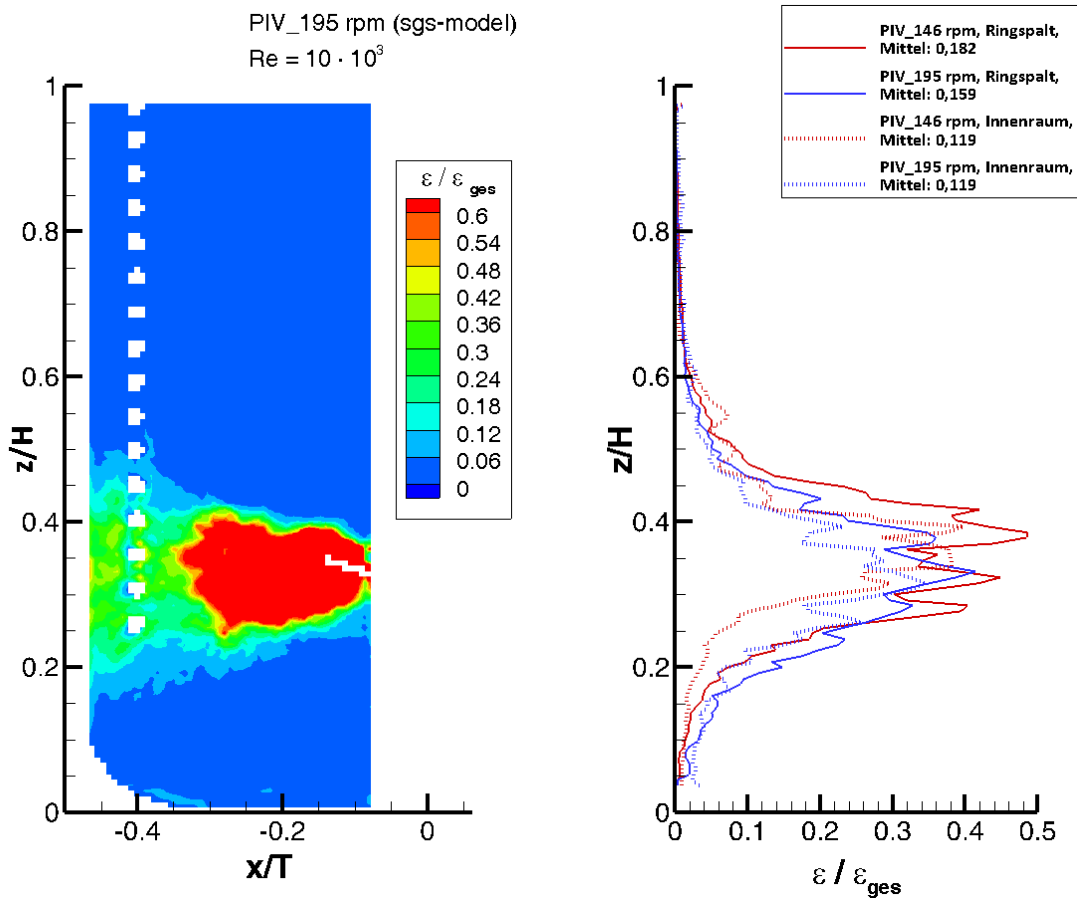 PIV_195 rpm (sgs-model)
Re = 10 · 10³
1
0.8
0.6
0.4
0.2
0
z/H
-0.4
-0.2
0
x/T
ε / ε ges
0.6
0.54
0.48
0.42
0.36
0.3
0.24
0.18
0.12
0.06
0
PIV_146 rpm, Ringspalt,
Mittel: 0,182
PIV_195 rpm, Ringspalt,
Mittel: 0,159
PIV_146 rpm, Innenraum,
Mittel: 0,119
PIV_195 rpm, Innenraum,
Mittel: 0,119
1
0.8
0.6
0.4
0.2
0
z/H
0
0.1
0.2
0.3
0.4
0.5
ε / ε ges